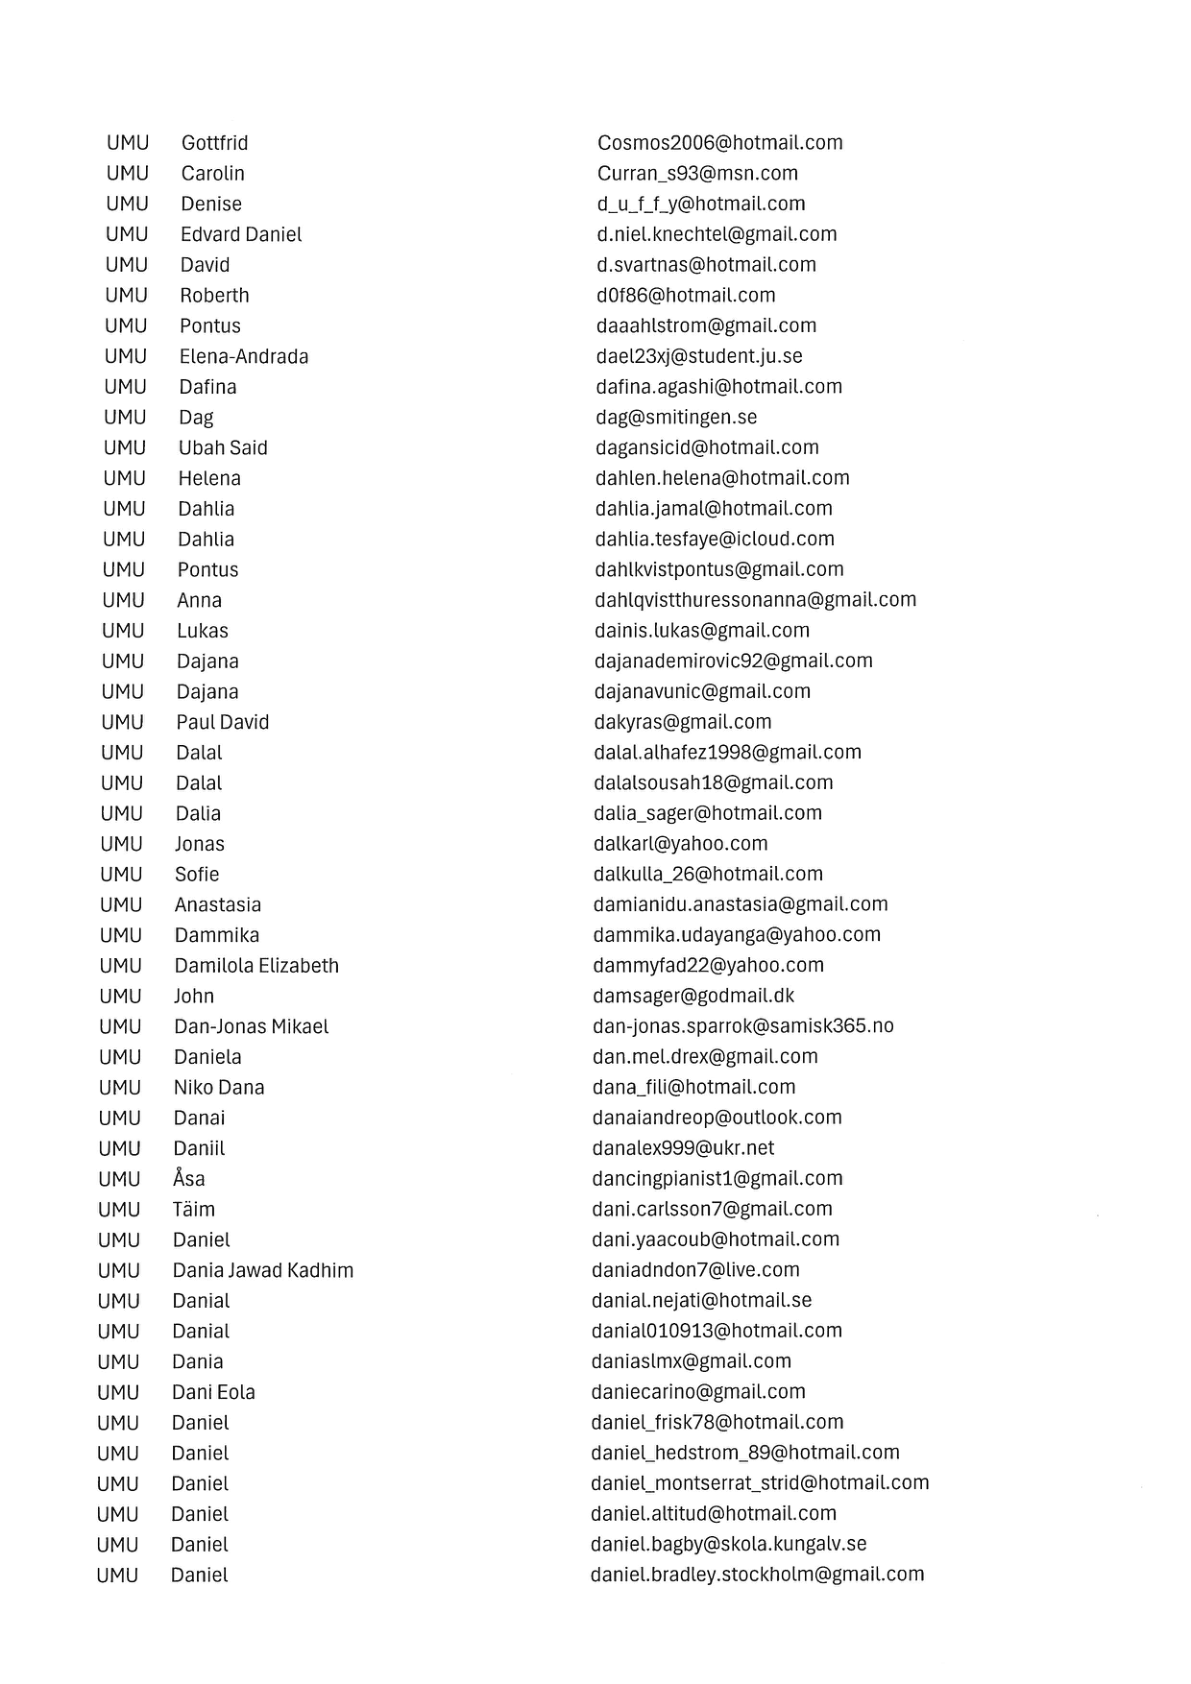 UMU Gottfrid Cosmos2006@hotmail.com
UMU Carolin Curran_s93@msn.com
UMU Denise d_u_f_f_y@hotmail.com
UMU Edvard Daniel d.niel.knechtel@gmail.com
UMU David d.svartnas@hotmail.com
UMU Roberth d0f86@hotmail.com
UMU Pontus daaahlstrom@gmail.com
UMU Elena-Andrada dael23xj@student.ju.se
UMU Dafina dafina.agashi@hotmail.com
UMU Dag dag@smitingen.se
UMU Ubah Said dagansicid@hotmail.com
UMU Helena dahlen.helena@hotmail.com
UMU Dahlia dahlia.jamal@hotmail.com
UMU Dahlia dahlia.tesfaye@icloud.com
UMU Pontus dahlkvistpontus@gmail.com
UMU Anna dahlqvistthuressonanna@gmail.com
UMU Lukas dainis.lukas@gmail.com
UMU Dajana dajanademirovic92@gmail.com
UMU Dajana dajanavunic@gmail.com
UMU Paul David dakyras@gmail.com
UMU Dalal dalal.alhafez1998@gmail.com
UMU Dalal dalalsousah18@gmail.com
UMU Dalia dalia_sager@hotmail.com
UMU Jonas dalkarl@yahoo.com
UMU Sofie dalkulla_26@hotmail.com
UMU Anastasia damianidu.anastasia@gmail.com
UMU Dammika dammika.udayanga@yahoo.com
UMU Damilola Elizabeth dammyfad22@yahoo.com
UMU John damsager@godmail.dk
UMU Dan-Jonas Mikael dan-jonas.sparrok@samisk365.no
UMU Daniela dan.mel.drex@gmail.com
UMU Niko Dana dana_fili@hotmail.com
UMU Danai danaiandreop@outlook.com
UMU Daniil danalex999@ukr.net
UMU Åsa dancingpianist1@gmail.com
UMU Täim dani.carlsson7@gmail.com
UMU Daniel dani.yaacoub@hotmail.com
UMU Dania Jawad Kadhim daniadndon7@live.com
UMU Danial danial.nejati@hotmail.se
UMU Danial danial010913@hotmail.com
UMU Dania daniaslmx@gmail.com
UMU Dani Eola daniecarino@gmail.com
UMU Daniel daniel_frisk78@hotmail.com
UMU Daniel daniel_hedstrom_89@hotmail.com
UMU Daniel daniel_montserrat_strid@hotmail.com
UMU Daniel daniel.altitud@hotmail.com
UMU Daniel daniel.bagby@skola.kungalv.se
UMU Daniel daniel.bradley.stockholm@gmail.com